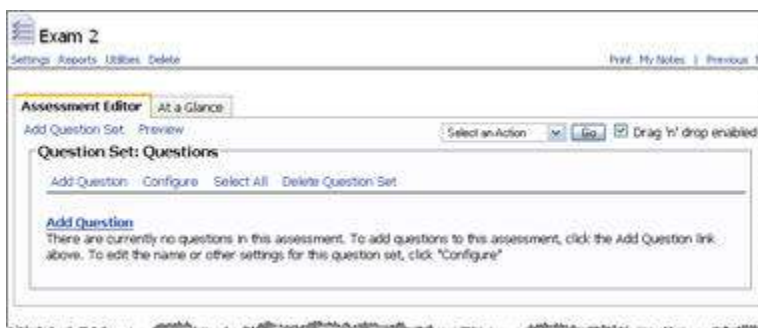 Exam 2
Settings Reports Utilities Delete Print My Notes | Previous
Assessment Editor At a Glance
Add Question Set Preview Select an Action Go Drag 'n' drop enabled
Question Set: Questions
Add Question Configure Select All Delete Question Set
Add Question
There are currently no questions in this assessment. To add questions to this assessment, click the Add Question link
above. To edit the name or other settings for this question set, click "Configure"